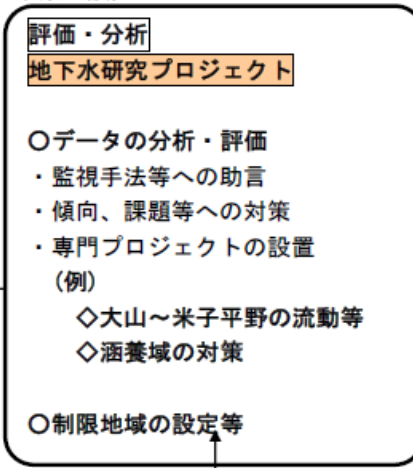 評価・分析
地下水研究プロジェクト
○データの分析・評価
・監視手法等への助言
・傾向、課題等への対策
・専門プロジェクトの設置
(例)
◇大山～米子平野の流動等
◇涵養域の対策
○制限地域の設定等